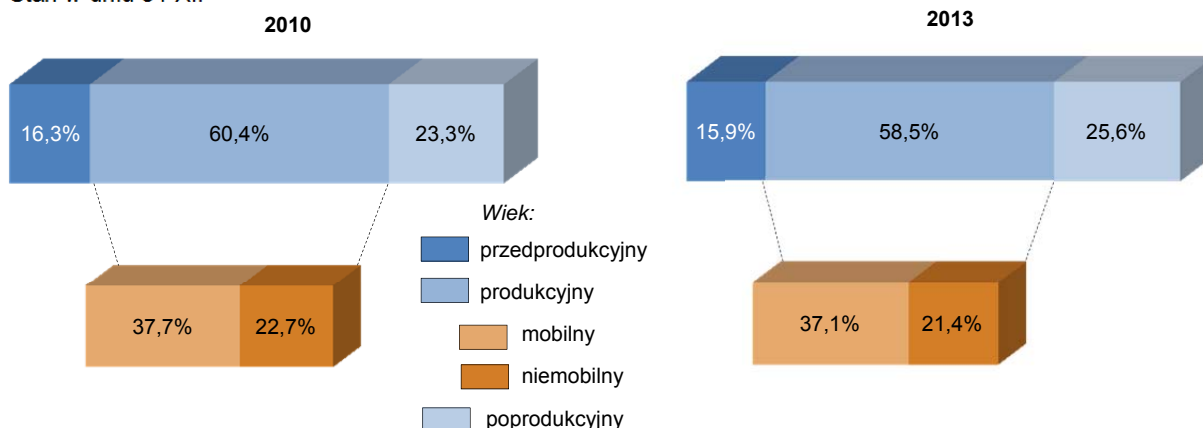 2010
2013
16,3%
60,4%
23,3%
15,9%
58,5%
25,6%
Wiek:
przedprodukcyjny
produkcyjny
mobilny
niemobilny
poprodukcyjny
37,7%
22,7%
37,1%
21,4%